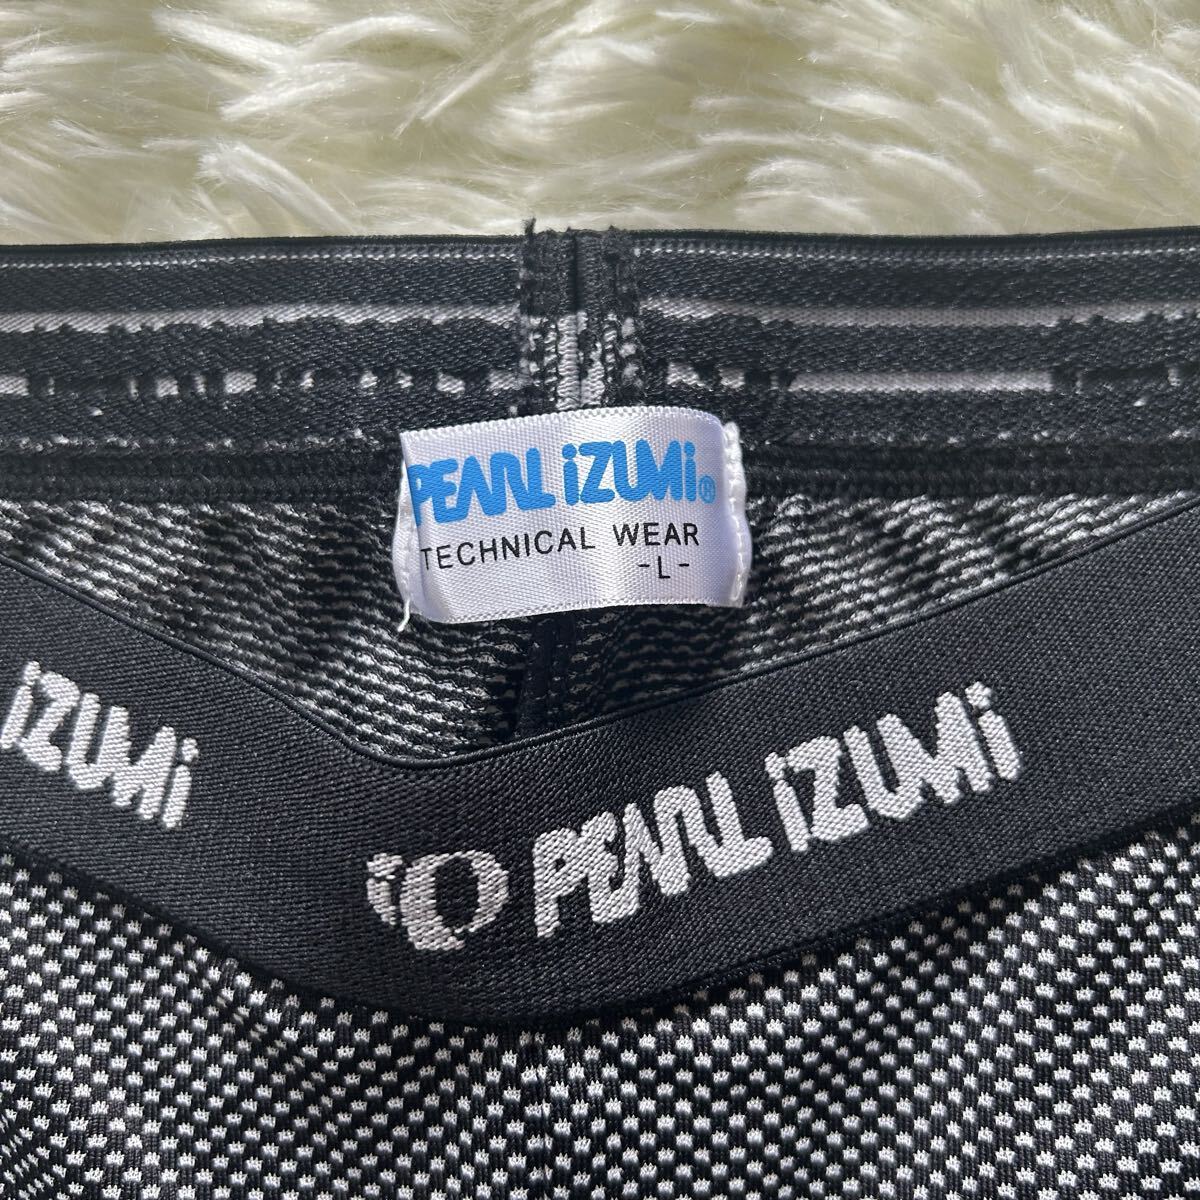 PEARL iZUMi®
TECHNICAL WEAR
-L-
iZUMi
PEARL iZUMi